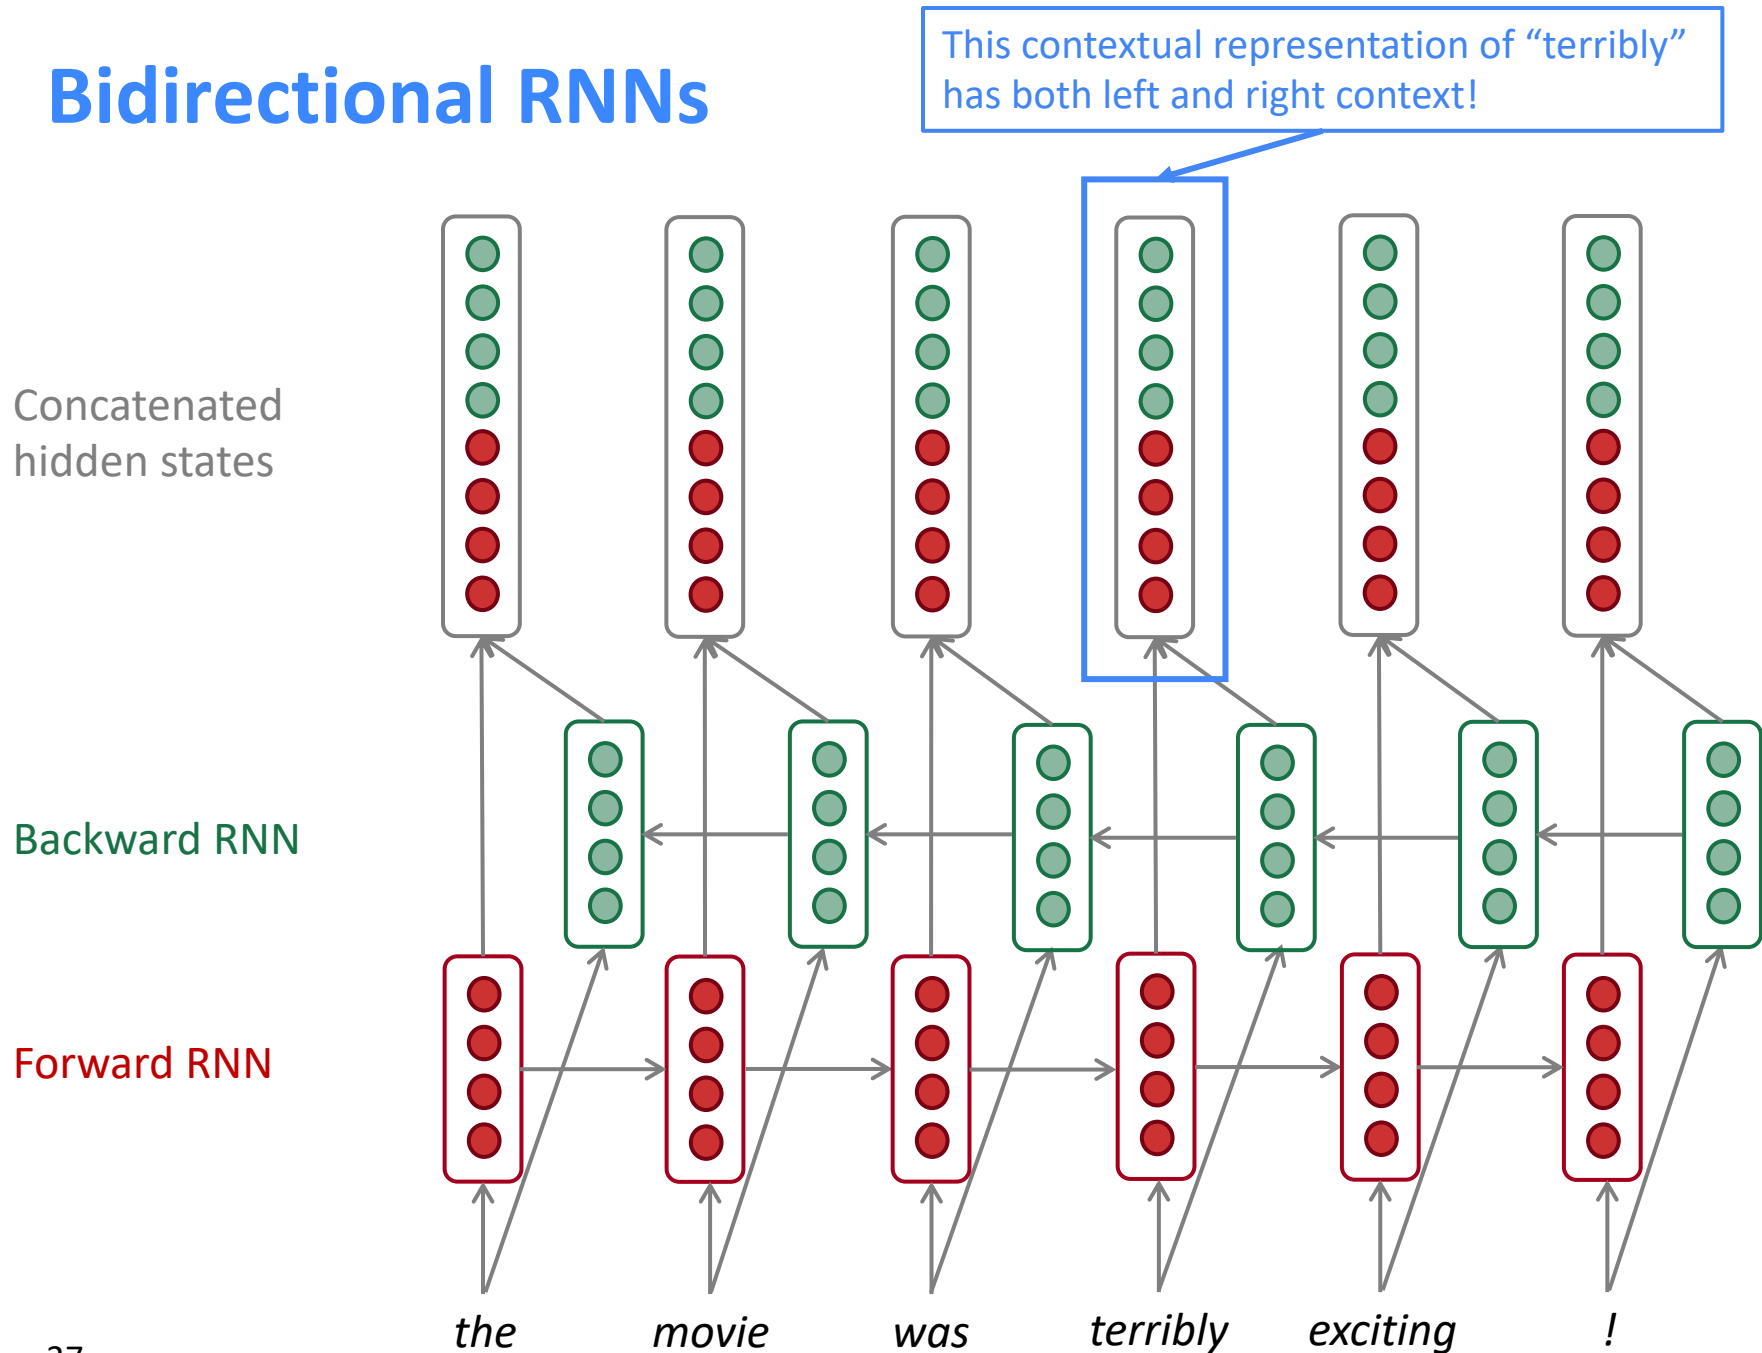 Bidirectional RNNs
This contextual representation of “terribly”
has both left and right context!
Concatenated
hidden states
Backward RNN
Forward RNN
the movie was terribly exciting !